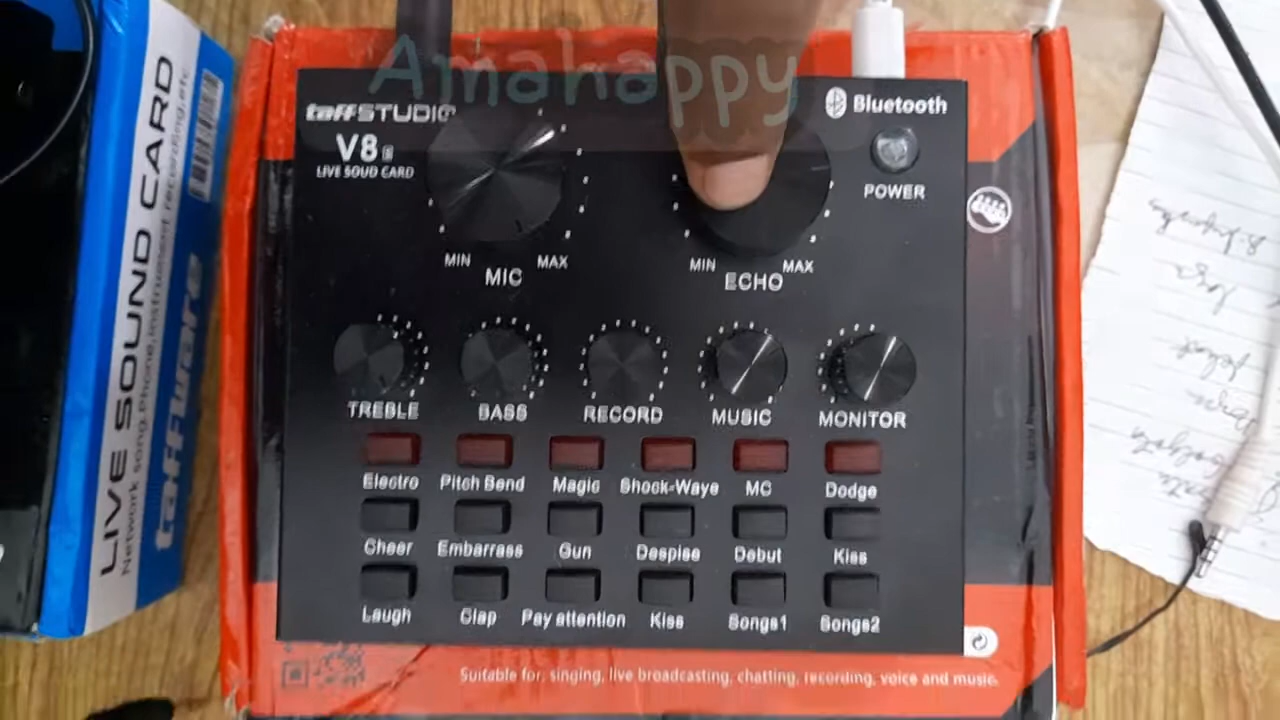 Amahappy
taffSTUDIO
V8s
LIVE SOUD CARD
Bluetooth
POWER
MIN
MAX
MIC
MIN
MAX
ECHO
TREBLE
BASS
RECORD
MUSIC
MONITOR
Electro
Pitch Bend
Magic
Shock-Waye
MC
Dodge
Cheer
Embarrass
Gun
Despise
Debut
Kiss
Laugh
Clap
Pay attention
Kiss
Songs1
Songs2
Suitable for, singing, live broadcasting, chatting, recording, voice and music.
LIVE SOUND CARD
Network song,Phone,Instrument recording.etc
taffware